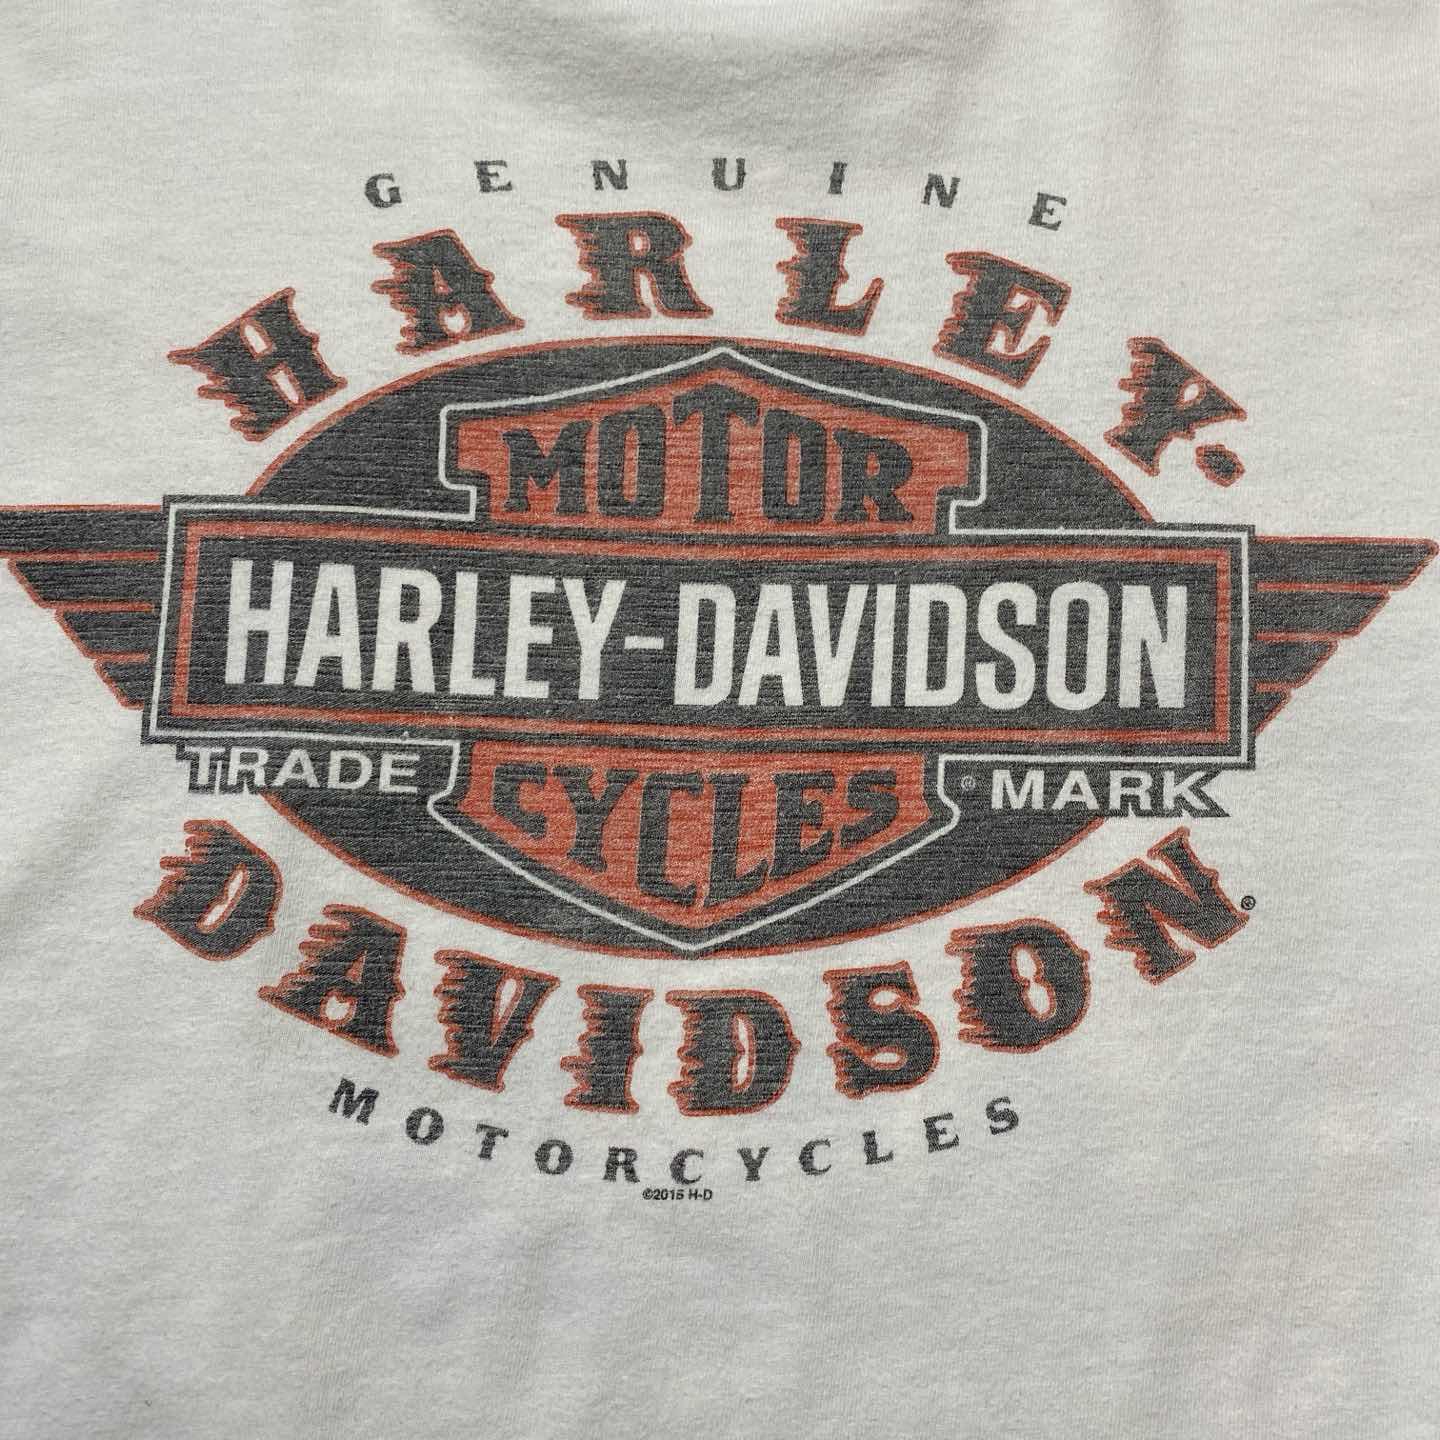 GENUINE
HARLEY-
MOTOR
HARLEY-DAVIDSON
TRADE ® MARK
CYCLES
DAVIDSON®
MOTORCYCLES
©2015 H-D